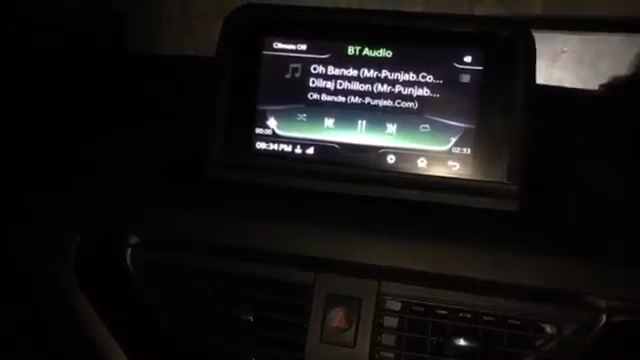 Climate Off
BT Audio
Oh Bande (Mr-Punjab.Co...
Dilraj Dhillon (Mr-Punjab...
Oh Bande (Mr-Punjab.Com)
00:00
02:33
09:34 PM